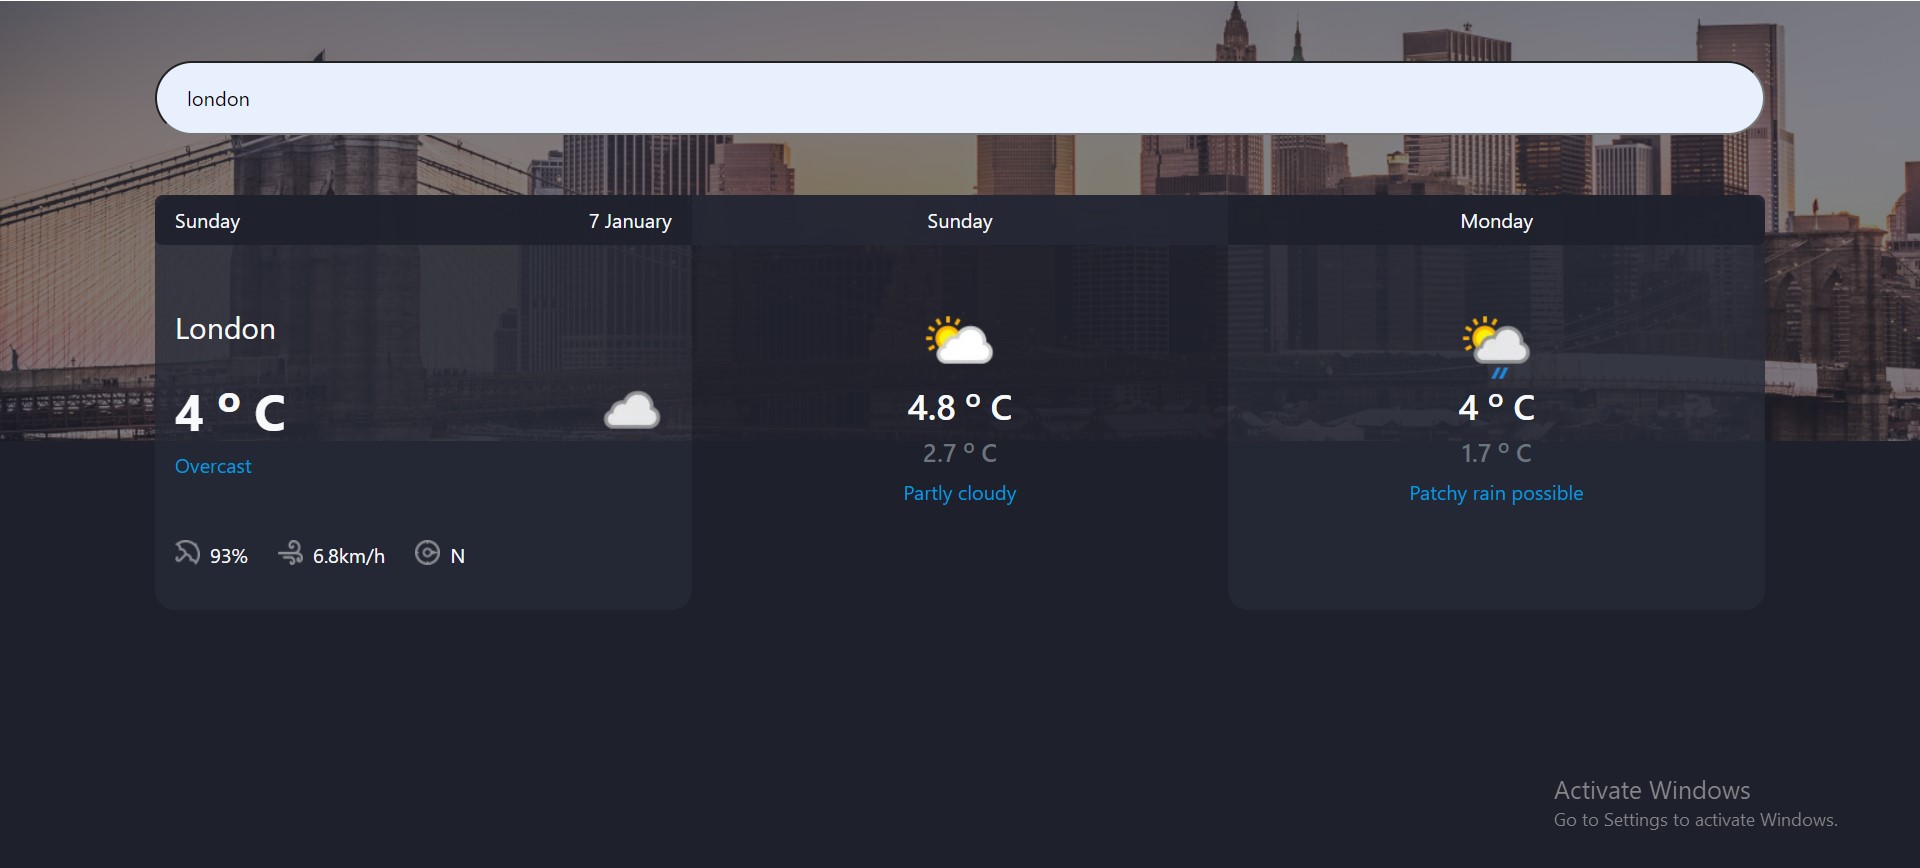 london
Sunday 7 January
London
4 º C
Overcast
93% 6.8km/h N
Sunday
4.8 º C
2.7 º C
Partly cloudy
Monday
4 º C
1.7 º C
Patchy rain possible
Activate Windows
Go to Settings to activate Windows.